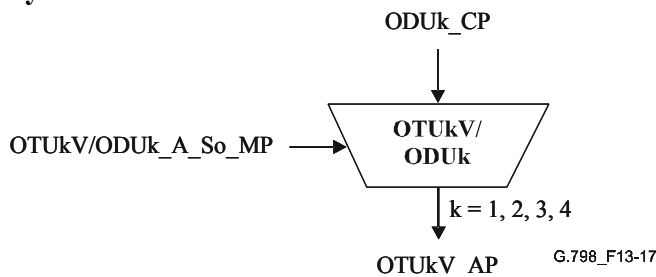 ODUk_CP
OTUkV/ODUk_A_So_MP
OTUkV/
ODUk
k = 1, 2, 3, 4
OTUkV_AP
G.798_F13-17